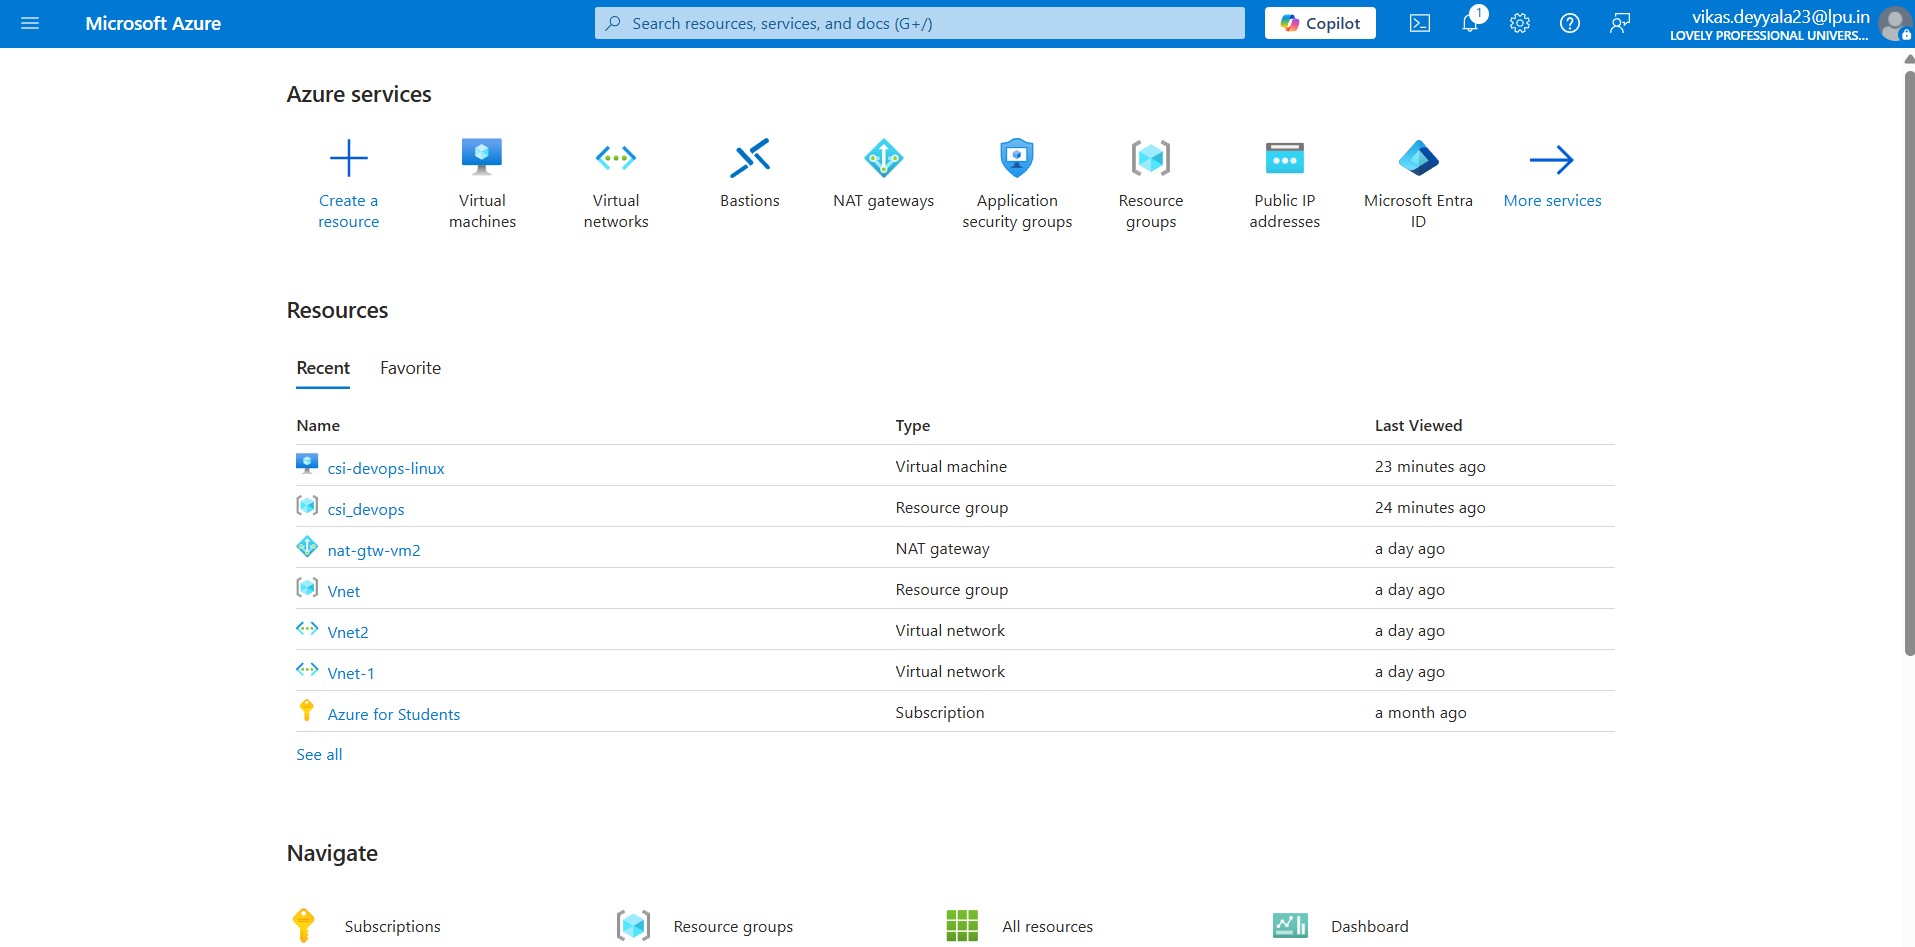 Microsoft Azure
Search resources, services, and docs (G+/)
Copilot
1
vikas.deyyala23@lpu.in
LOVELY PROFESSIONAL UNIVERS...
Azure services
Create a
resource
Virtual
machines
Virtual
networks
Bastions
NAT gateways
Application
security groups
Resource
groups
Public IP
addresses
Microsoft Entra
ID
More services
Resources
Recent Favorite
Name Type Last Viewed
csi-devops-linux Virtual machine 23 minutes ago
csi_devops Resource group 24 minutes ago
nat-gtw-vm2 NAT gateway a day ago
Vnet Resource group a day ago
Vnet2 Virtual network a day ago
Vnet-1 Virtual network a day ago
Azure for Students Subscription a month ago
See all
Navigate
Subscriptions Resource groups All resources Dashboard